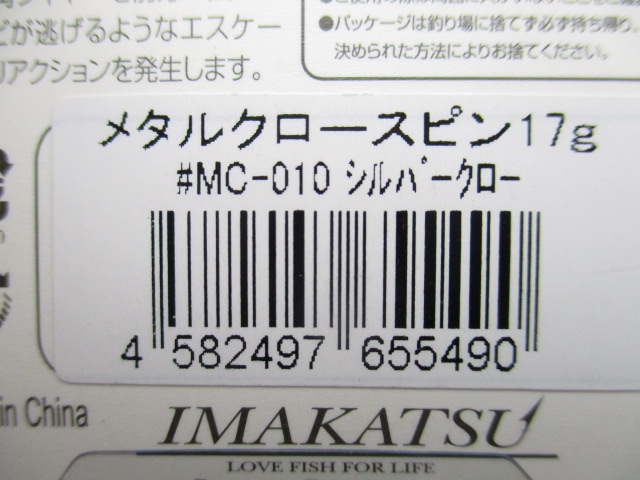 どが逃げるようなエスケー
リアクションを発生します。
●パッケージは釣り場に捨てず必ず持ち帰り、
決められた方法によりお捨てください。
メタルクロースピン17g
#MC-010 シルバークロー
4 582497 655490
in China
IMAKATSU
LOVE FISH FOR LIFE